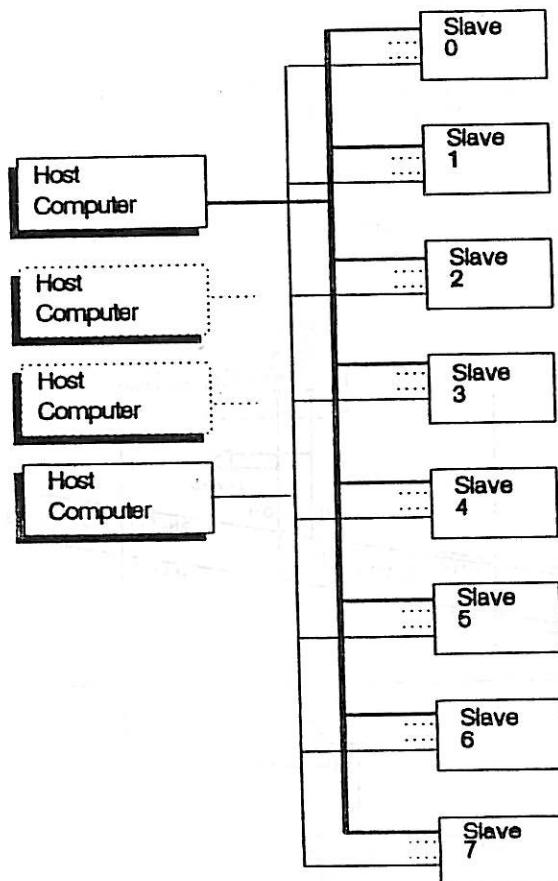 Host
Computer
Host
Computer
Host
Computer
Host
Computer
Slave
0
Slave
1
Slave
2
Slave
3
Slave
4
Slave
5
Slave
6
Slave
7